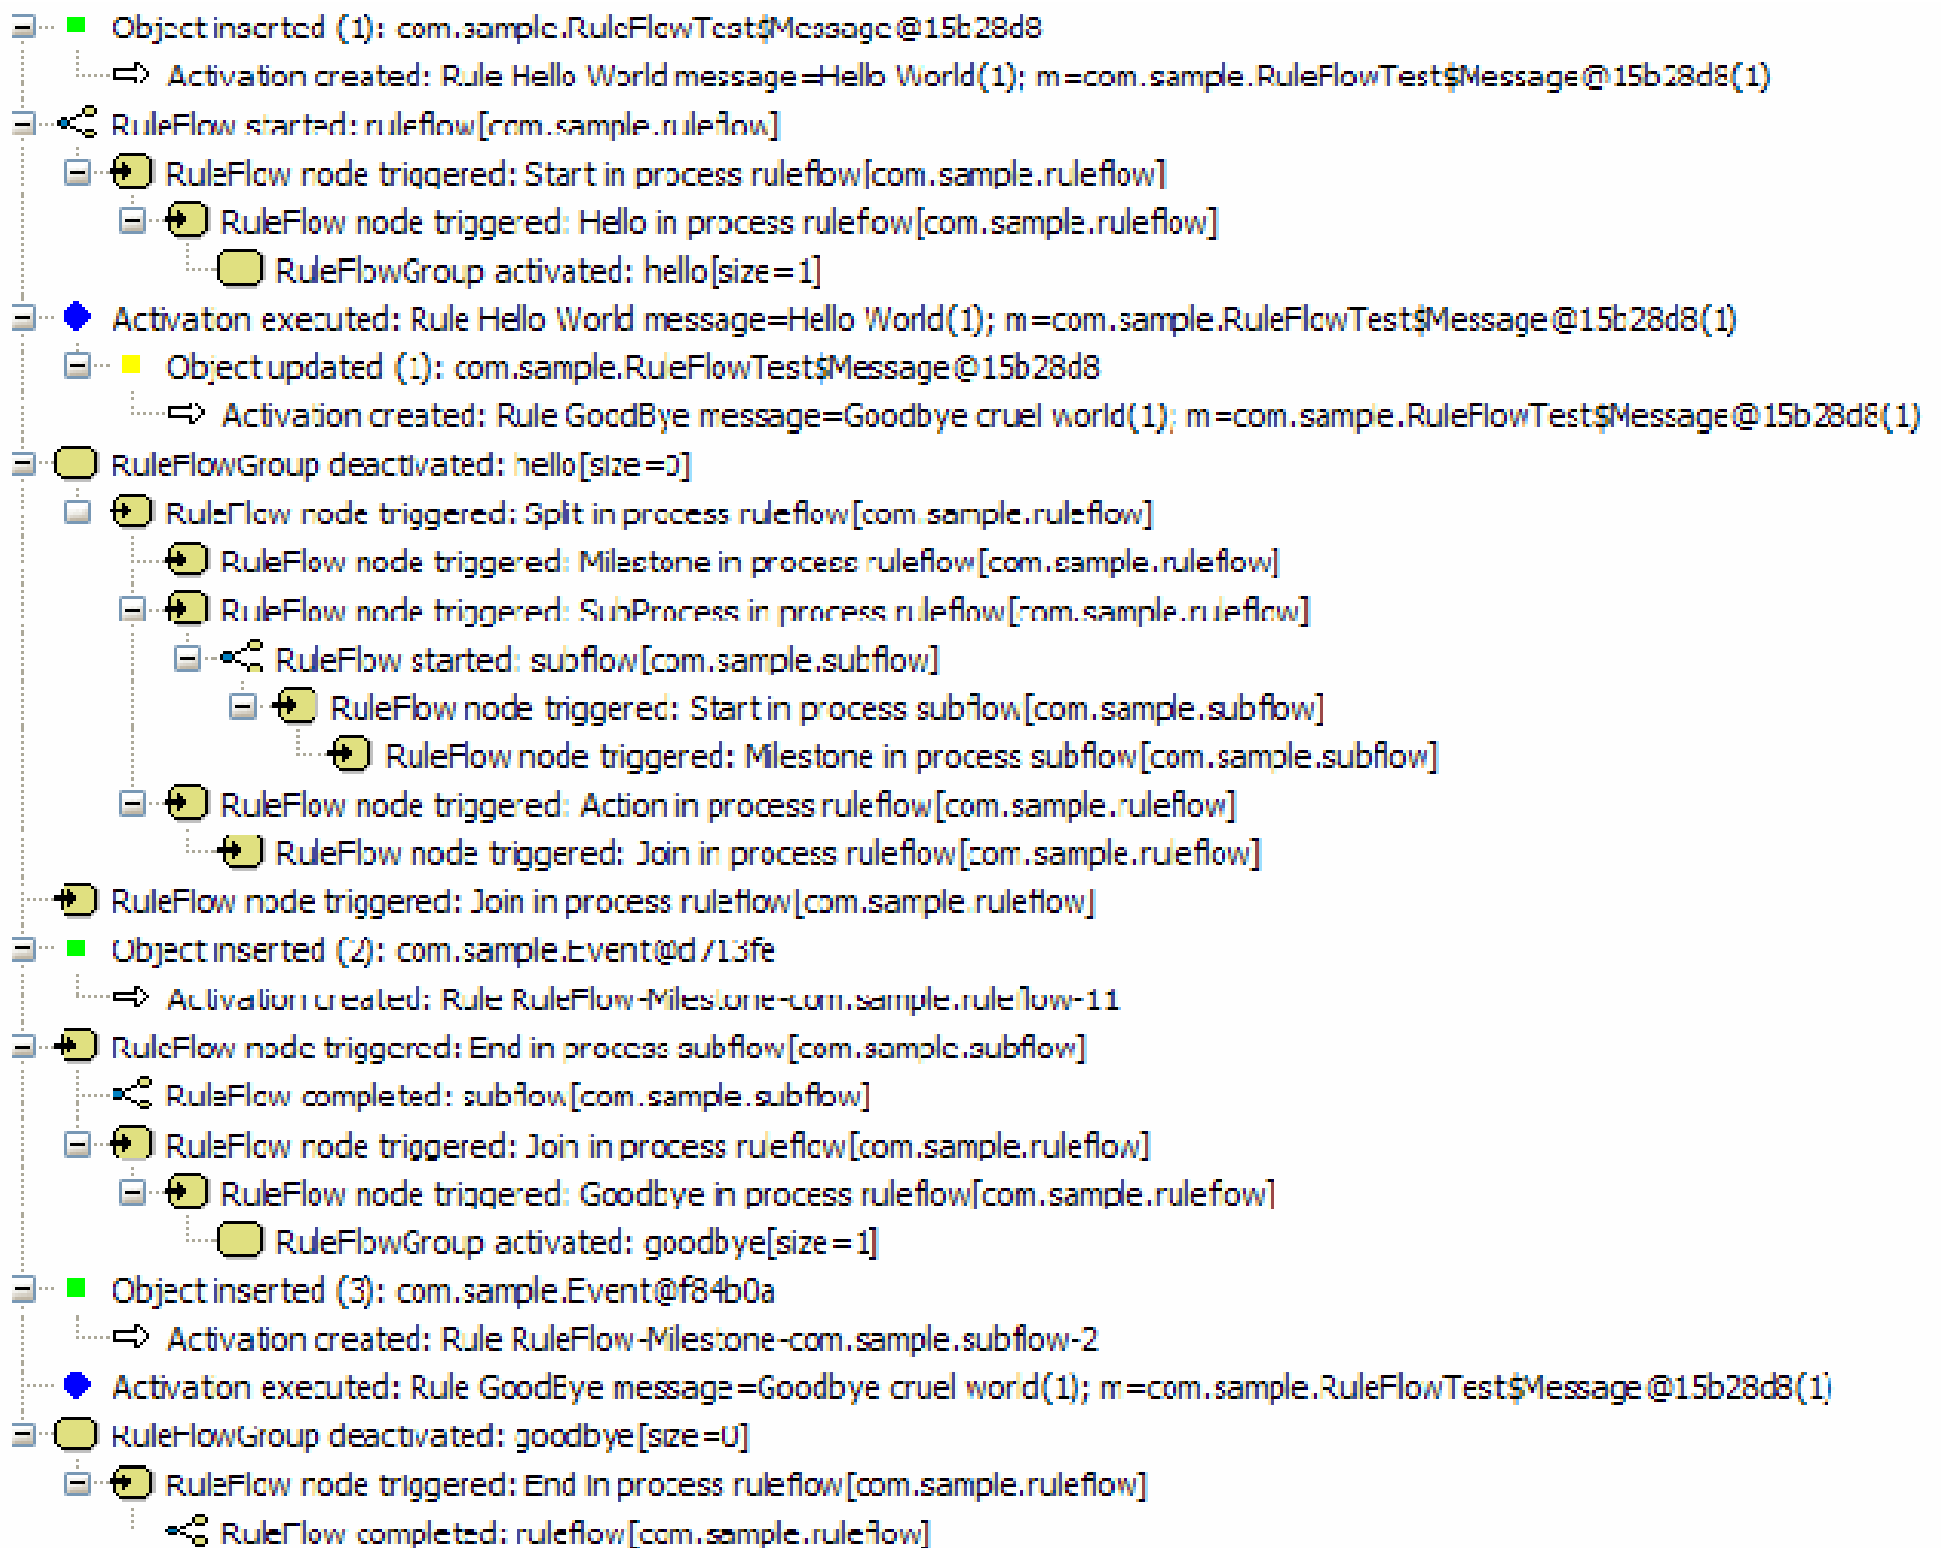 Object inserted (1): com.sample.RuleFlowTest$Message@15b28d8
Activation created: Rule Hello World message=Hello World(1); m=com.sample.RuleFlowTest$Message@15b28d8(1)
RuleFlow started: ruleflow[com.sample.ruleflow]
RuleFlow node triggered: Start in process ruleflow[com.sample.ruleflow]
RuleFlow node triggered: Hello in process ruleflow[com.sample.ruleflow]
RuleFlowGroup activated: hello[size=1]
Activation executed: Rule Hello World message=Hello World(1); m=com.sample.RuleFlowTest$Message@15b28d8(1)
Object updated (1): com.sample.RuleFlowTest$Message@15b28d8
Activation created: Rule GoodBye message=Goodbye cruel world(1); m=com.sample.RuleFlowTest$Message@15b28d8(1)
RuleFlowGroup deactivated: hello[size=0]
RuleFlow node triggered: Split in process ruleflow[com.sample.ruleflow]
RuleFlow node triggered: Milestone in process ruleflow[com.sample.ruleflow]
RuleFlow node triggered: SubProcess in process ruleflow[com.sample.ruleflow]
RuleFlow started: subflow[com.sample.subflow]
RuleFlow node triggered: Start in process subflow[com.sample.subflow]
RuleFlow node triggered: Milestone in process subflow[com.sample.subflow]
RuleFlow node triggered: Action in process ruleflow[com.sample.ruleflow]
RuleFlow node triggered: Join in process ruleflow[com.sample.ruleflow]
RuleFlow node triggered: Join in process ruleflow[com.sample.ruleflow]
Object inserted (2): com.sample.Event@d713fe
Activation created: Rule RuleFlow-Milestone-com.sample.ruleflow-11
RuleFlow node triggered: End in process subflow[com.sample.subflow]
RuleFlow completed: subflow[com.sample.subflow]
RuleFlow node triggered: Join in process ruleflow[com.sample.ruleflow]
RuleFlow node triggered: Goodbye in process ruleflow[com.sample.ruleflow]
RuleFlowGroup activated: goodbye[size=1]
Object inserted (3): com.sample.Event@f84b0a
Activation created: Rule RuleFlow-Milestone-com.sample.subflow-2
Activation executed: Rule GoodBye message=Goodbye cruel world(1); m=com.sample.RuleFlowTest$Message@15b28d8(1)
RuleFlowGroup deactivated: goodbye[size=0]
RuleFlow node triggered: End in process ruleflow[com.sample.ruleflow]
RuleFlow completed: ruleflow[com.sample.ruleflow]